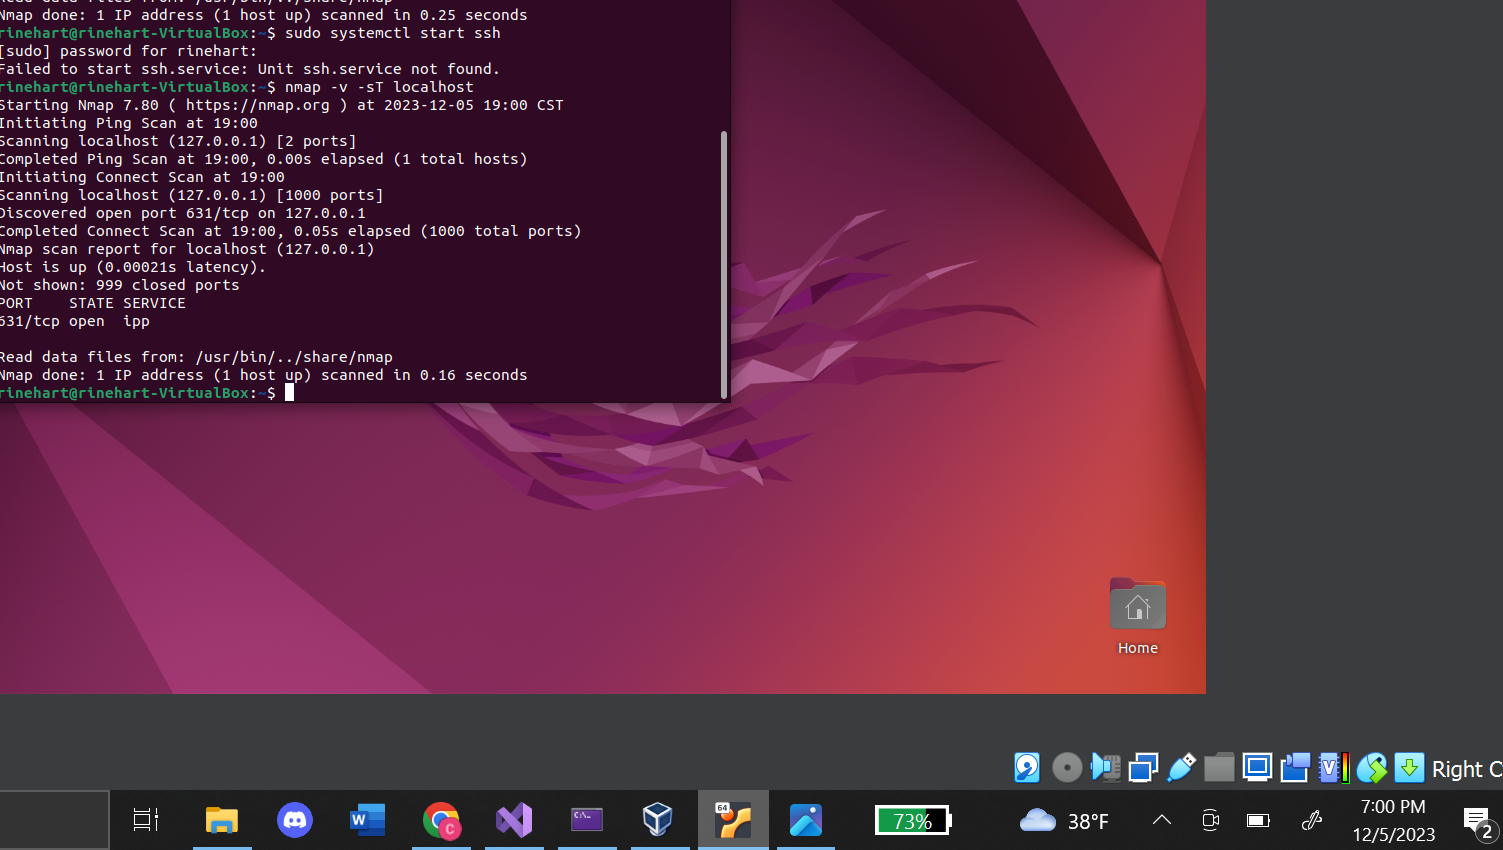 Read data files from: /usr/bin/../share/nmap
Nmap done: 1 IP address (1 host up) scanned in 0.25 seconds
rinehart@rinehart-VirtualBox:~$ sudo systemctl start ssh
[sudo] password for rinehart:
Failed to start ssh.service: Unit ssh.service not found.
rinehart@rinehart-VirtualBox:~$ nmap -v -sT localhost
Starting Nmap 7.80 ( https://nmap.org ) at 2023-12-05 19:00 CST
Initiating Ping Scan at 19:00
Scanning localhost (127.0.0.1) [2 ports]
Completed Ping Scan at 19:00, 0.00s elapsed (1 total hosts)
Initiating Connect Scan at 19:00
Scanning localhost (127.0.0.1) [1000 ports]
Discovered open port 631/tcp on 127.0.0.1
Completed Connect Scan at 19:00, 0.05s elapsed (1000 total ports)
Nmap scan report for localhost (127.0.0.1)
Host is up (0.00021s latency).
Not shown: 999 closed ports
PORT    STATE SERVICE
631/tcp open  ipp
Read data files from: /usr/bin/../share/nmap
Nmap done: 1 IP address (1 host up) scanned in 0.16 seconds
rinehart@rinehart-VirtualBox:~$
Home
V
Right C
W
C
C:\.
64
73%
38°F
7:00 PM
12/5/2023
2